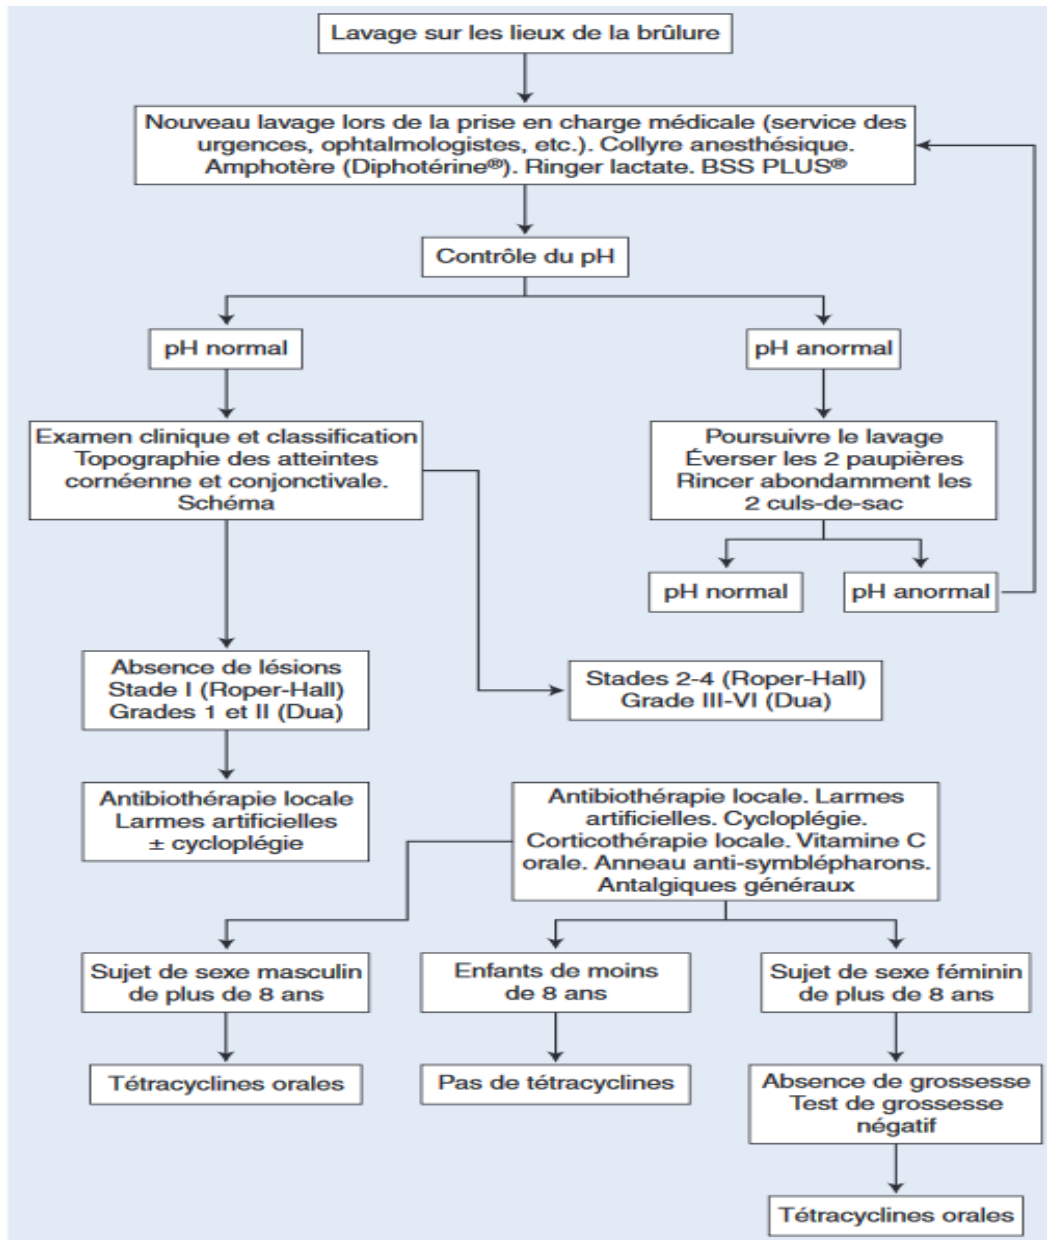 Lavage sur les lieux de la brûlure
Nouveau lavage lors de la prise en charge médicale (service des
urgences, ophtalmologistes, etc.). Collyre anesthésique.
Amphotère (Diphotérine®). Ringer lactate. BSS PLUS®
Contrôle du pH
pH normal
pH anormal
Examen clinique et classification
Topographie des atteintes
cornéenne et conjonctivale.
Schéma
Poursuivre le lavage
Éverser les 2 paupières
Rincer abondamment les
2 culs-de-sac
pH normal
pH anormal
Absence de lésions
Stade I (Roper-Hall)
Grades 1 et II (Dua)
Stades 2-4 (Roper-Hall)
Grade III-VI (Dua)
Antibiothérapie locale
Larmes artificielles
± cycloplégie
Antibiothérapie locale. Larmes
artificielles. Cycloplégie.
Corticothérapie locale. Vitamine C
orale. Anneau anti-symblépharons.
Antalgiques généraux
Sujet de sexe masculin
de plus de 8 ans
Enfants de moins
de 8 ans
Sujet de sexe féminin
de plus de 8 ans
Tétracyclines orales
Pas de tétracyclines
Absence de grossesse
Test de grossesse
négatif
Tétracyclines orales